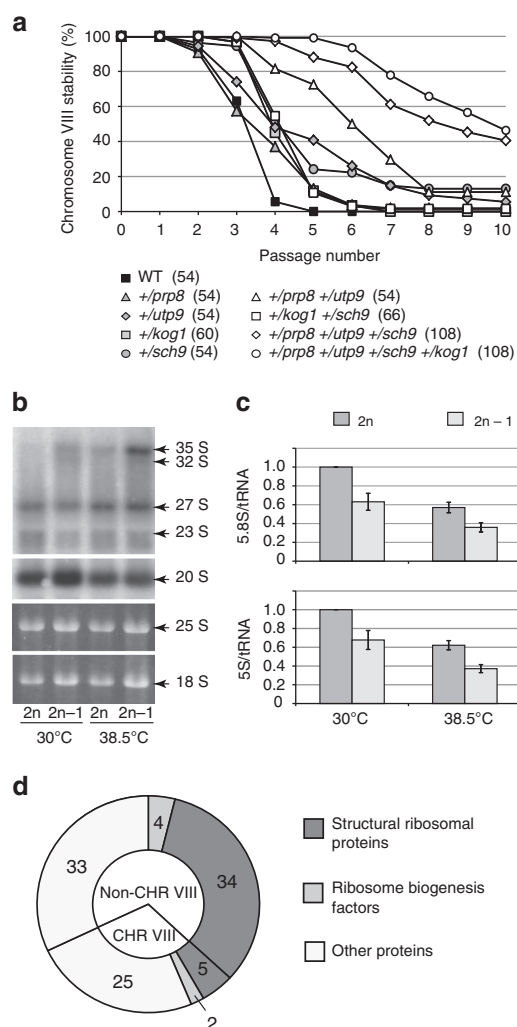 a
Chromosome VIII stability (%)
100
80
60
40
20
0
0 1 2 3 4 5 6 7 8 9 10
Passage number
WT (54)
+/prp8 (54)
+/utp9 (54)
+/kog1 (60)
+/sch9 (54)
+/prp8 +/utp9 (54)
+/kog1 +/sch9 (66)
+/prp8 +/utp9 +/sch9 (108)
+/prp8 +/utp9 +/sch9 +/kog1 (108)
b
35 S
32 S
27 S
23 S
20 S
25 S
18 S
2n 2n–1 2n 2n–1
30°C 38.5°C
c
2n 2n – 1
5.8S/tRNA
1.0
0.8
0.6
0.4
0.2
0
5S/tRNA
1.0
0.8
0.6
0.4
0.2
0
30°C 38.5°C
d
4
33
34
Non-CHR VIII
CHR VIII
5
25
2
Structural ribosomal
proteins
Ribosome biogenesis
factors
Other proteins